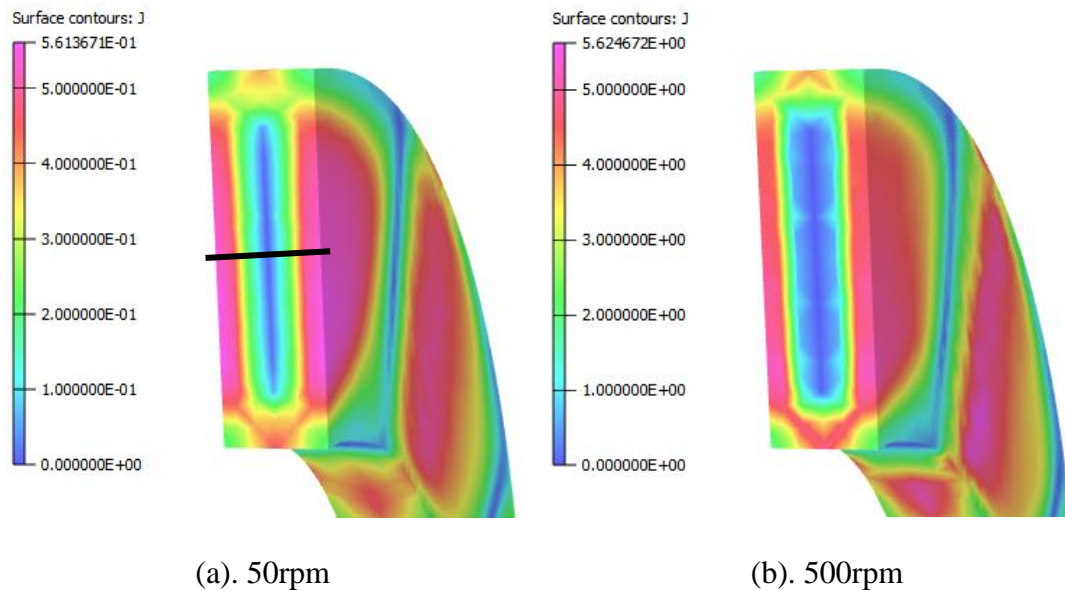 Surface contours: J
5.613671E-01
5.000000E-01
4.000000E-01
3.000000E-01
2.000000E-01
1.000000E-01
0.000000E+00
Surface contours: J
5.624672E+00
5.000000E+00
4.000000E+00
3.000000E+00
2.000000E+00
1.000000E+00
0.000000E+00
(a). 50rpm
(b). 500rpm